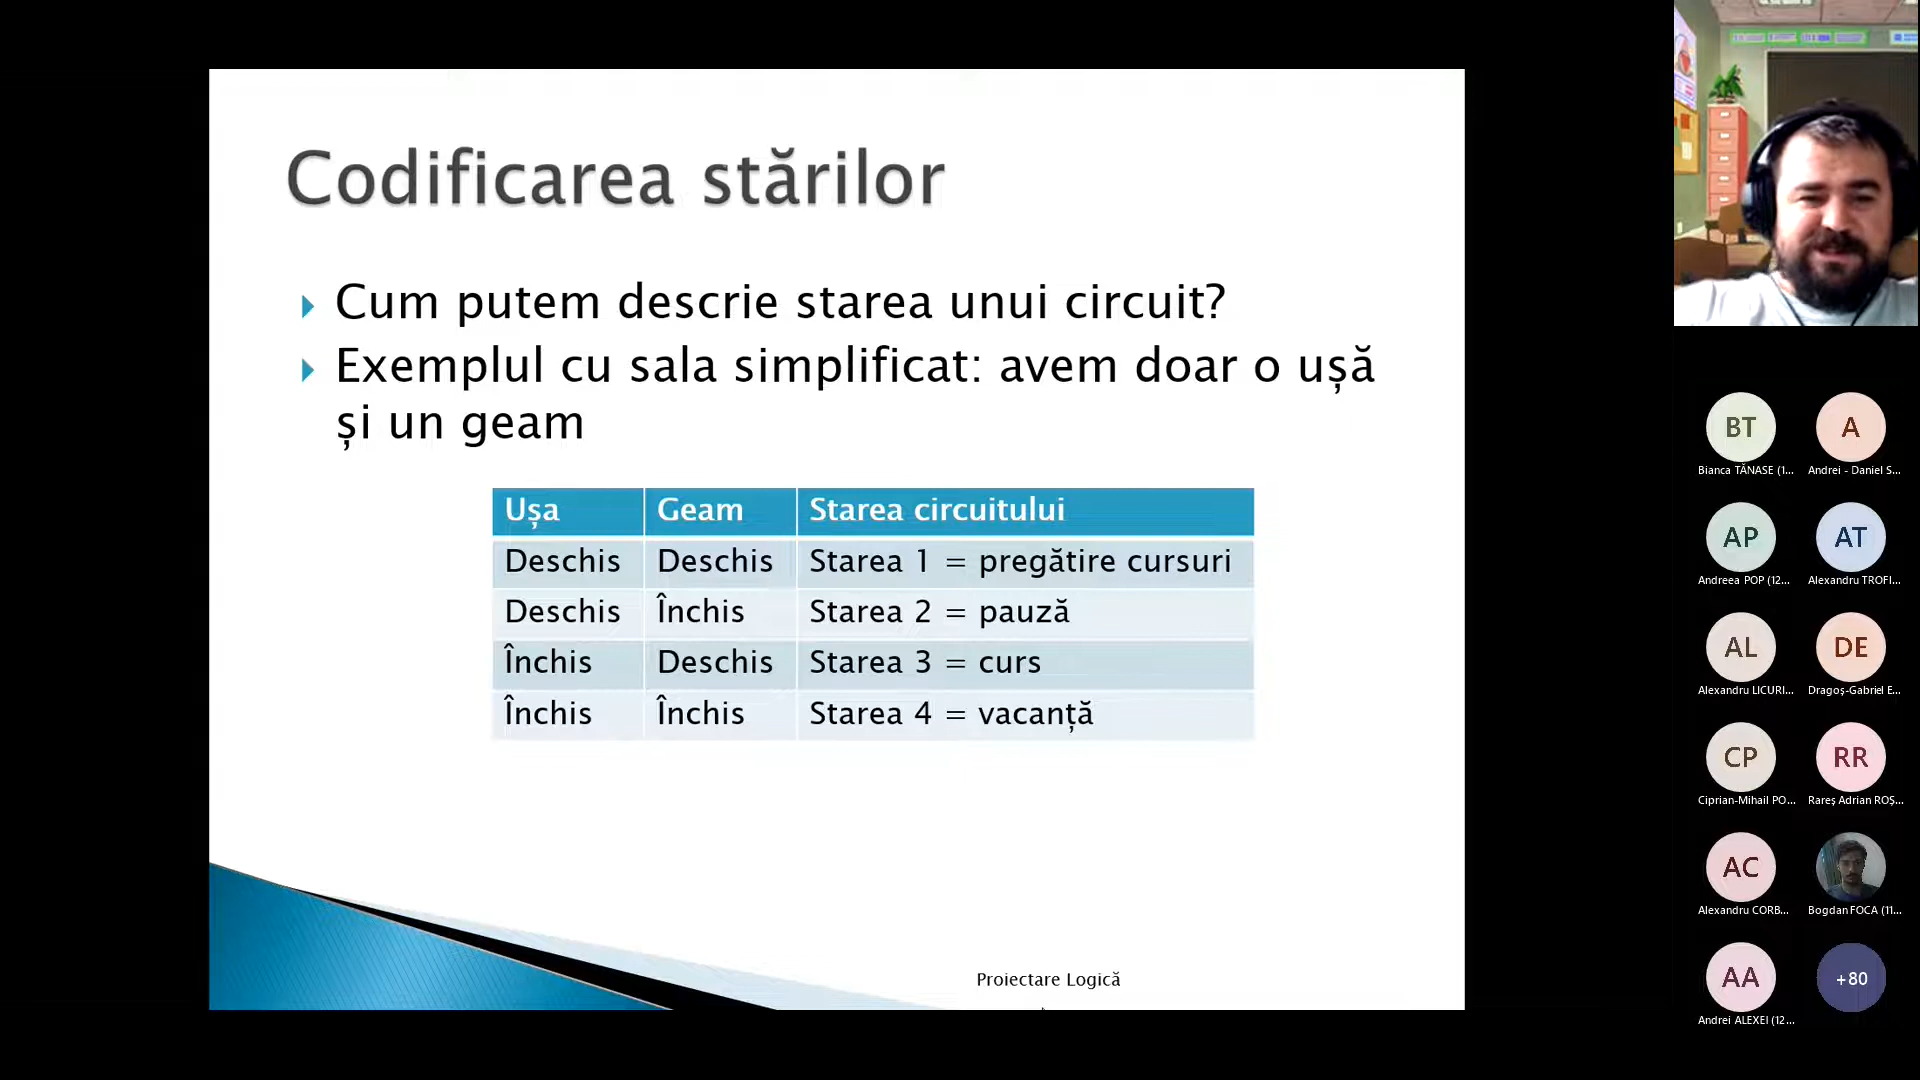 Codificarea stărilor
Cum putem descrie starea unui circuit?
Exemplul cu sala simplificat: avem doar o ușă
și un geam
Ușa Geam Starea circuitului
Deschis Deschis Starea 1 = pregătire cursuri
Deschis Închis Starea 2 = pauză
Închis Deschis Starea 3 = curs
Închis Închis Starea 4 = vacanță
Proiectare Logică
BT A
Bianca TĂNASE (1... Andrei - Daniel S...
AP AT
Andreea POP (12... Alexandru TROFI...
AL DE
Alexandru LICURI... Dragoș-Gabriel E...
CP RR
Ciprian-Mihail PO... Rareș Adrian ROȘ...
AC
Alexandru CORB... Bogdan FOCA (11...
AA +80
Andrei ALEXEI (12...